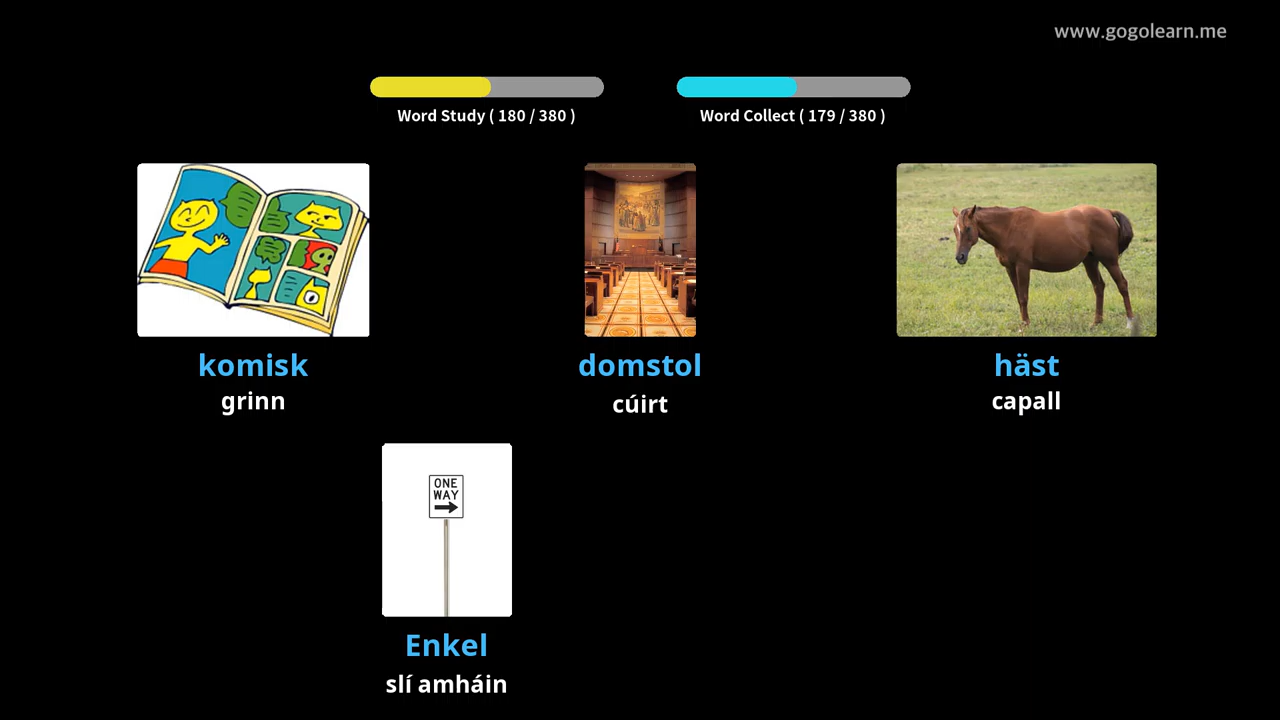 www.gogolearn.me
Word Study ( 180 / 380 )
Word Collect ( 179 / 380 )
komisk
grinn
domstol
cúirt
häst
capall
ONE
WAY
Enkel
slí amháin